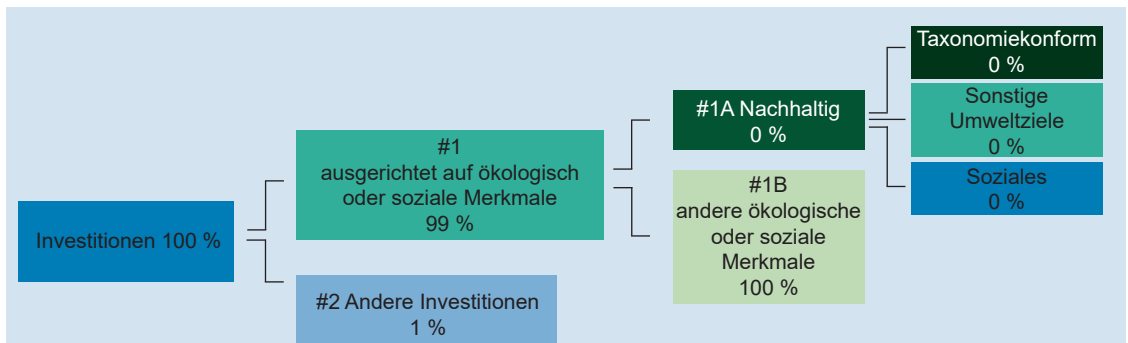 Investitionen 100 %
#1
ausgerichtet auf ökologisch
oder soziale Merkmale
99 %
#2 Andere Investitionen
1 %
#1A Nachhaltig
0 %
#1B
andere ökologische
oder soziale
Merkmale
100 %
Taxonomiekonform
0 %
Sonstige
Umweltziele
0 %
Soziales
0 %